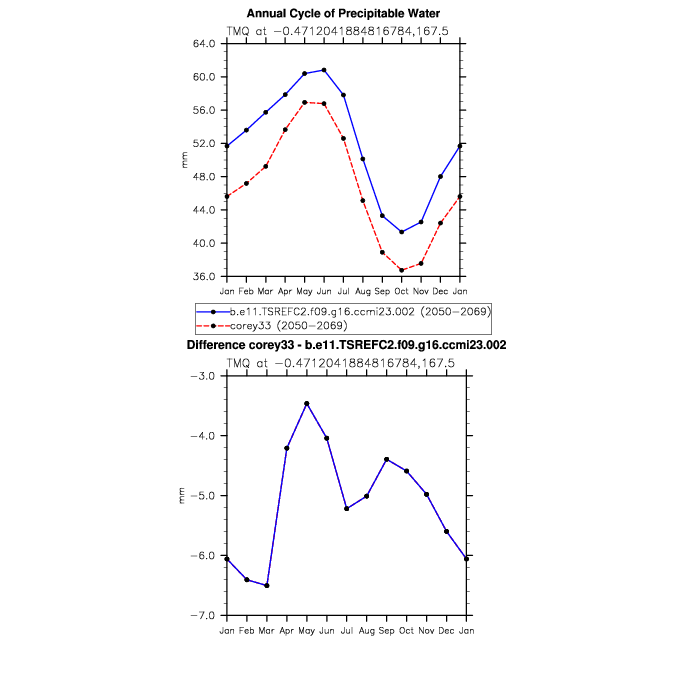 Annual Cycle of Precipitable Water
TMQ at −0.4712041884816784,167.5
64.0
60.0
56.0
52.0
48.0
44.0
40.0
36.0
mm
Jan Feb Mar Apr May Jun Jul Aug Sep Oct Nov Dec Jan
b.e11.TSREFC2.f09.g16.ccmi23.002 (2050−2069)
corey33 (2050−2069)
Difference corey33 - b.e11.TSREFC2.f09.g16.ccmi23.002
TMQ at −0.4712041884816784,167.5
−3.0
−4.0
−5.0
−6.0
−7.0
mm
Jan Feb Mar Apr May Jun Jul Aug Sep Oct Nov Dec Jan